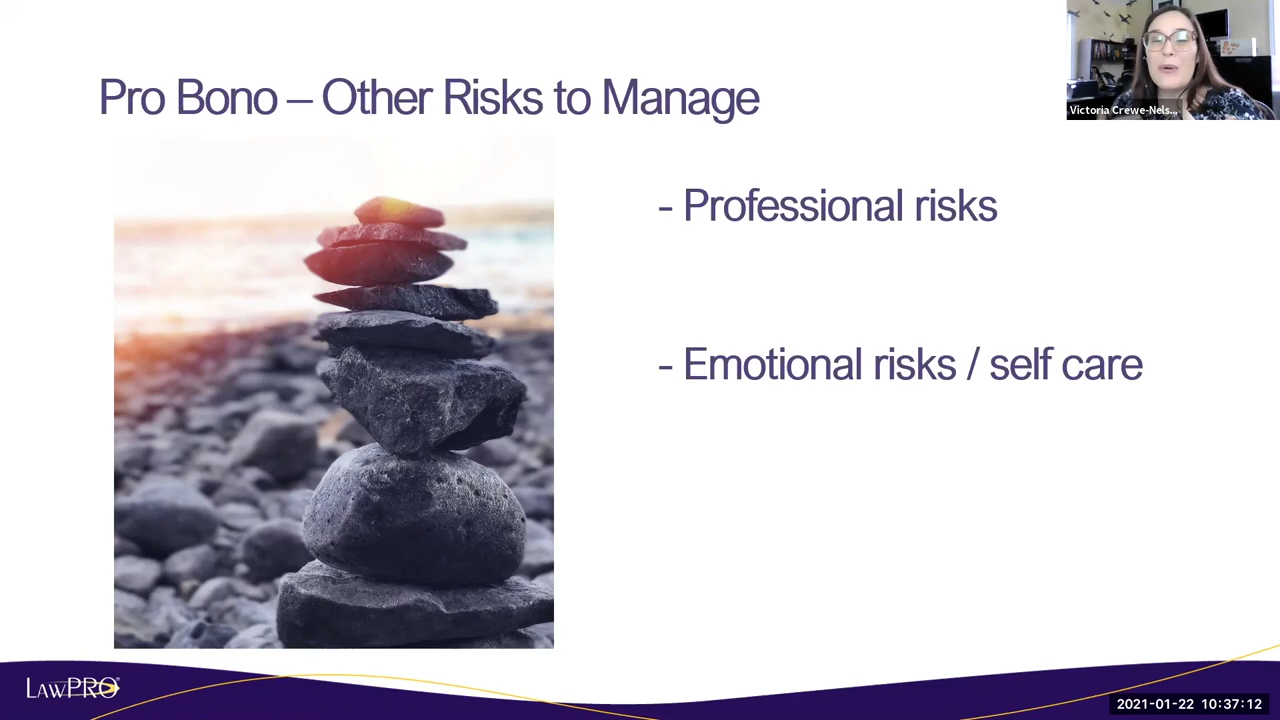 Pro Bono – Other Risks to Manage
Victoria Crewe-Nels...
- Professional risks
- Emotional risks / self care
LAWPRO®
2021-01-22 10:37:12